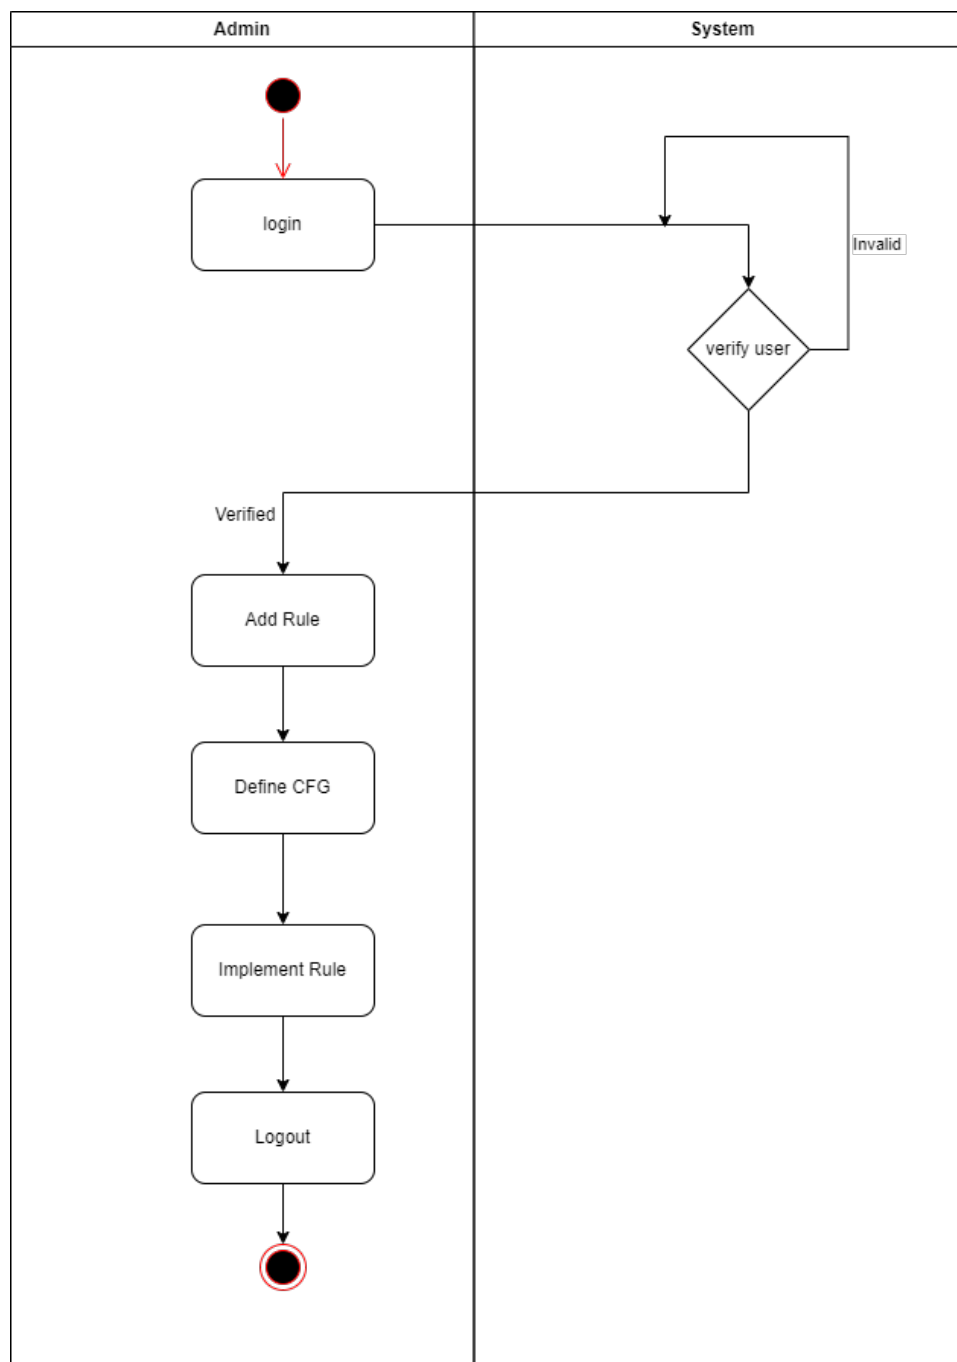 Admin
System
login
Invalid
verify user
Verified
Add Rule
Define CFG
Implement Rule
Logout